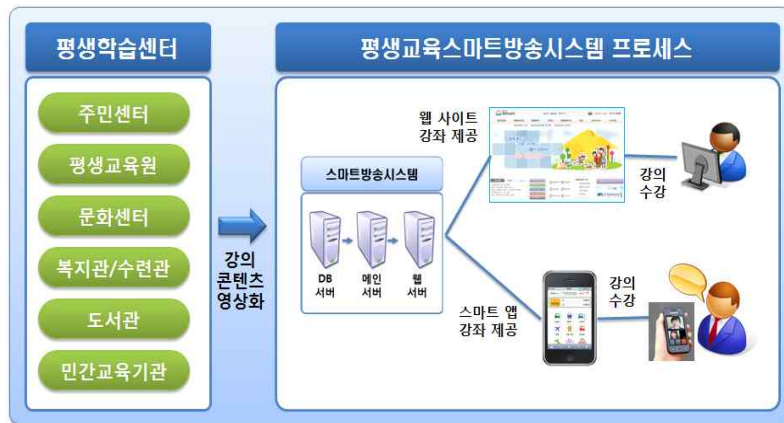 평생학습센터
주민센터
평생교육원
문화센터
복지관/수련관
도서관
민간교육기관
강의
콘텐츠
영상화
평생교육스마트방송시스템 프로세스
스마트방송시스템
DB
서버
메인
서버
웹
서버
웹 사이트
강좌 제공
강의
수강
스마트 앱
강좌 제공
강의
수강